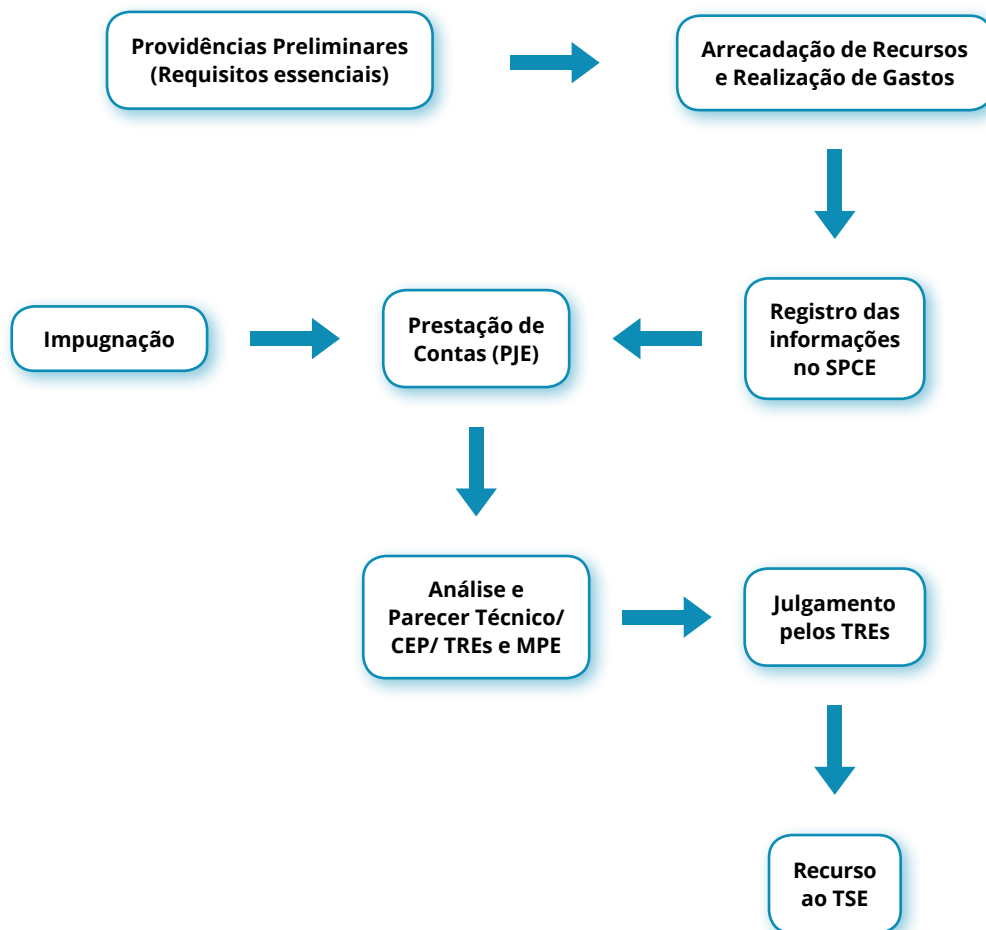 Providências Preliminares
(Requisitos essenciais)
Arrecadação de Recursos
e Realização de Gastos
Impugnação
Prestação de
Contas (PJE)
Registro das
informações
no SPCE
Análise e
Parecer Técnico/
CEP/ TREs e MPE
Julgamento
pelos TREs
Recurso
ao TSE